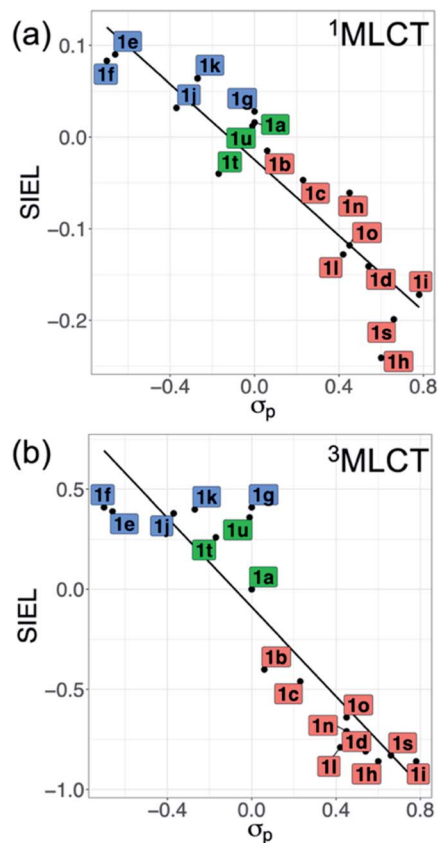 (a)
¹MLCT
SIEL
0.1
0.0
−0.1
−0.2
1e
1f
1k
1j
1g
1a
1u
1b
1t
1c
1n
1o
1l
1d
1i
1s
1h
−0.4
0.0
0.4
0.8
σp
(b)
³MLCT
SIEL
0.5
0.0
−0.5
−1.0
1f
1e
1k
1g
1j
1u
1t
1a
1b
1c
1o
1n
1d
1s
1l
1h
1i
−0.4
0.0
0.4
0.8
σp